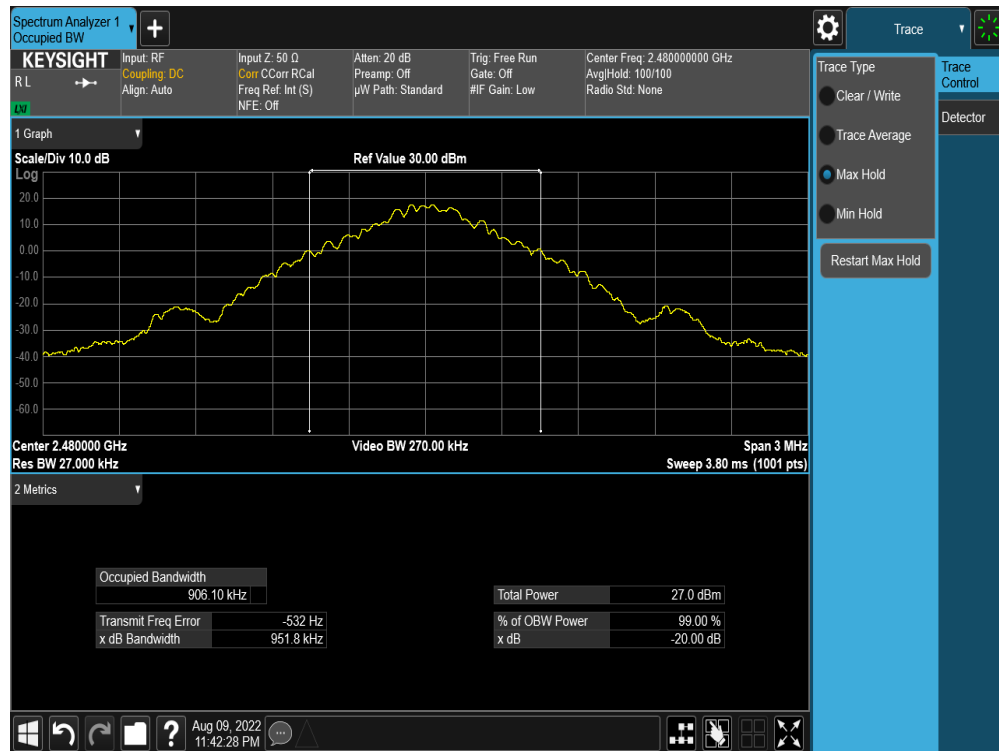 Spectrum Analyzer 1
Occupied BW
Trace
KEYSIGHT
R L
LXI
Input: RF
Coupling: DC
Align: Auto
Input Z: 50 Ω
Corr CCorr RCal
Freq Ref: Int (S)
NFE: Off
Atten: 20 dB
Preamp: Off
µW Path: Standard
Trig: Free Run
Gate: Off
#IF Gain: Low
Center Freq: 2.480000000 GHz
Avg|Hold: 100/100
Radio Std: None
Trace Type
Clear / Write
Trace Average
Max Hold
Min Hold
Restart Max Hold
Trace
Control
Detector
1 Graph
Scale/Div 10.0 dB
Ref Value 30.00 dBm
Log
20.0
10.0
0.00
-10.0
-20.0
-30.0
-40.0
-50.0
-60.0
Center 2.480000 GHz
Video BW 270.00 kHz
Span 3 MHz
Res BW 27.000 kHz
Sweep 3.80 ms (1001 pts)
2 Metrics
Occupied Bandwidth
906.10 kHz
Total Power 27.0 dBm
Transmit Freq Error -532 Hz
% of OBW Power 99.00 %
x dB Bandwidth 951.8 kHz
x dB -20.00 dB
?
Aug 09, 2022
11:42:28 PM